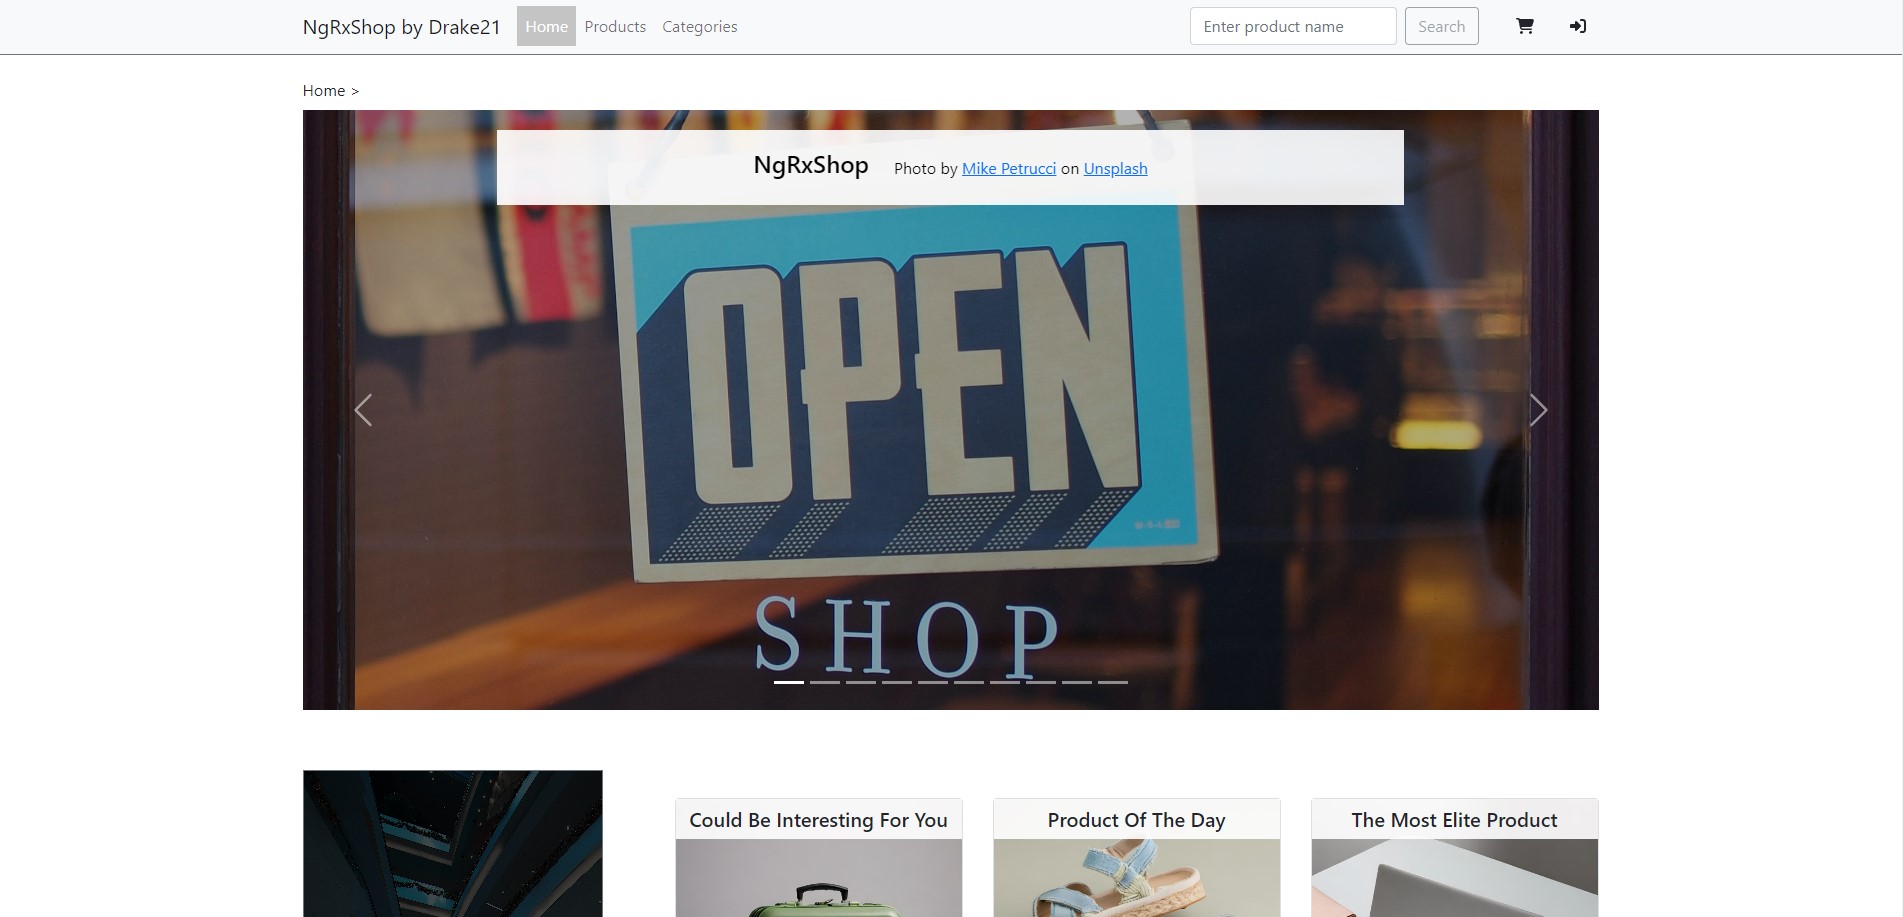 NgRxShop by Drake21 Home Products Categories Enter product name Search
Home >
NgRxShop Photo by Mike Petrucci on Unsplash
OPEN
SHOP
Could Be Interesting For You Product Of The Day The Most Elite Product